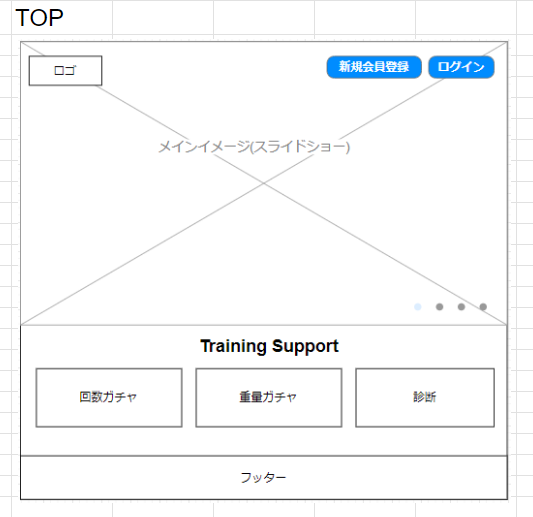 TOP
ロゴ
新規会員登録
ログイン
メインイメージ(スライドショー)
Training Support
回数ガチャ
重量ガチャ
診断
フッター